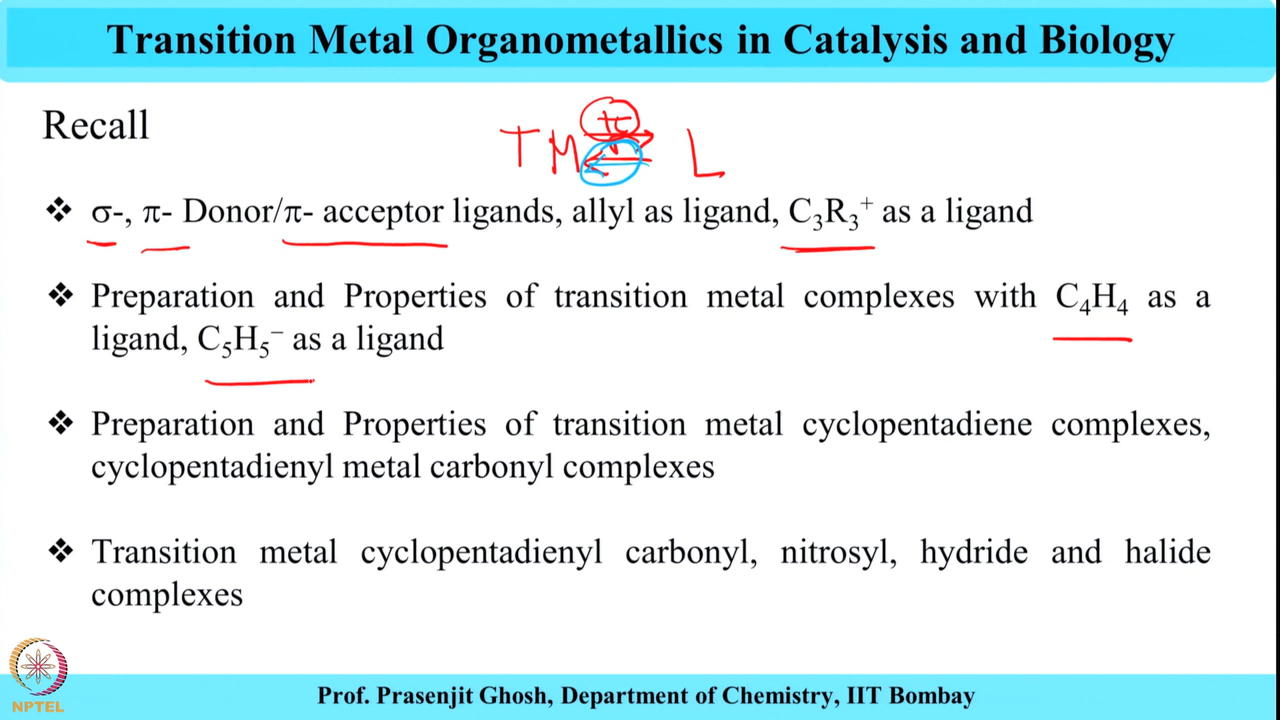 Transition Metal Organometallics in Catalysis and Biology
Recall
TM π L
❖ σ-, π- Donor/π- acceptor ligands, allyl as ligand, C₃R₃⁺ as a ligand
❖ Preparation and Properties of transition metal complexes with C₄H₄ as a
ligand, C₅H₅⁻ as a ligand
❖ Preparation and Properties of transition metal cyclopentadiene complexes,
cyclopentadienyl metal carbonyl complexes
❖ Transition metal cyclopentadienyl carbonyl, nitrosyl, hydride and halide
complexes
NPTEL
Prof. Prasenjit Ghosh, Department of Chemistry, IIT Bombay